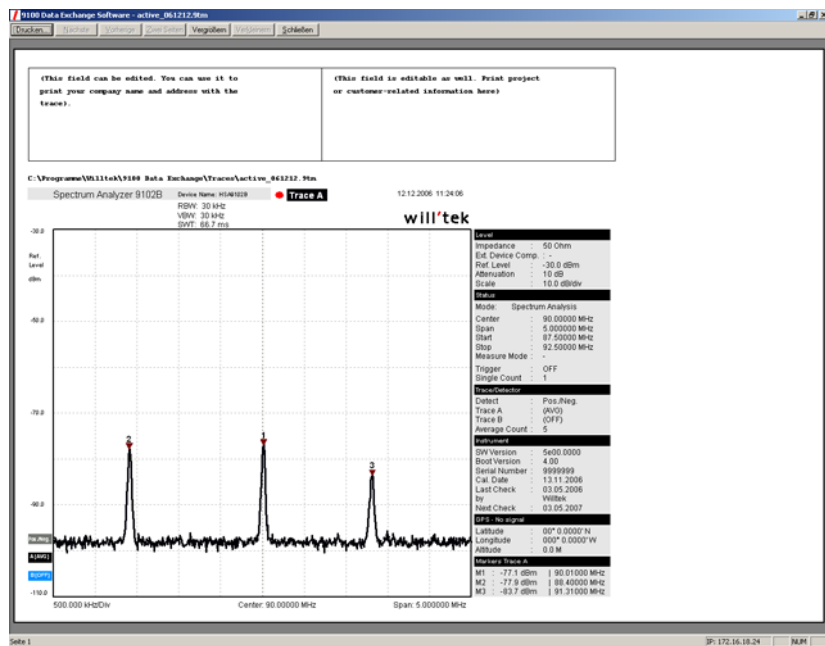 9100 Data Exchange Software - active_061212.9tm
Drucken... Nächste Vorherige Zwei Seiten Vergrößern Verkleinern Schließen
(This field can be edited. You can use it to
print your company name and address with the
trace).
(This field is editable as well. Print project
or customer-related information here)
C:\Programme\Willtek\9100 Data Exchange\Traces\active_061212.9tm
Spectrum Analyzer 9102B
Device Name: HSA9102B
Trace A
12.12.2006 11:24:06
RBW: 30 kHz
VBW: 30 kHz
SWT: 66.7 ms
will'tek
-30.0
Ref.
Level
dBm
-50.0
-70.0
-90.0
-110.0
2
1
3
Pos./Neg.
A [AVG]
B [OFF]
500.000 kHz/Div
Center: 90.00000 MHz
Span: 5.000000 MHz
Level
Impedance : 50 Ohm
Ext. Device Comp. : -
Ref. Level : -30.0 dBm
Attenuation : 10 dB
Scale : 10.0 dB/div
Status
Mode: Spectrum Analysis
Center : 90.00000 MHz
Span : 5.000000 MHz
Start : 87.50000 MHz
Stop : 92.50000 MHz
Measure Mode : -
Trigger : OFF
Single Count : 1
Trace/Detector
Detect : Pos./Neg.
Trace A : (AVG)
Trace B : (OFF)
Average Count : 5
Instrument
SW Version : 5e00.0000
Boot Version : 4.00
Serial Number : 9999999
Cal. Date : 13.11.2006
Last Check : 03.05.2006
by Willtek
Next Check : 03.05.2007
GPS - No signal
Latitude : 00° 0.0000' N
Longitude : 000° 0.0000' W
Altitude : 0.0 M
Markers Trace A
M1 : -77.1 dBm | 90.01000 MHz
M2 : -77.9 dBm | 88.40000 MHz
M3 : -83.7 dBm | 91.31000 MHz
Seite 1
IP: 172.16.10.24
NUM